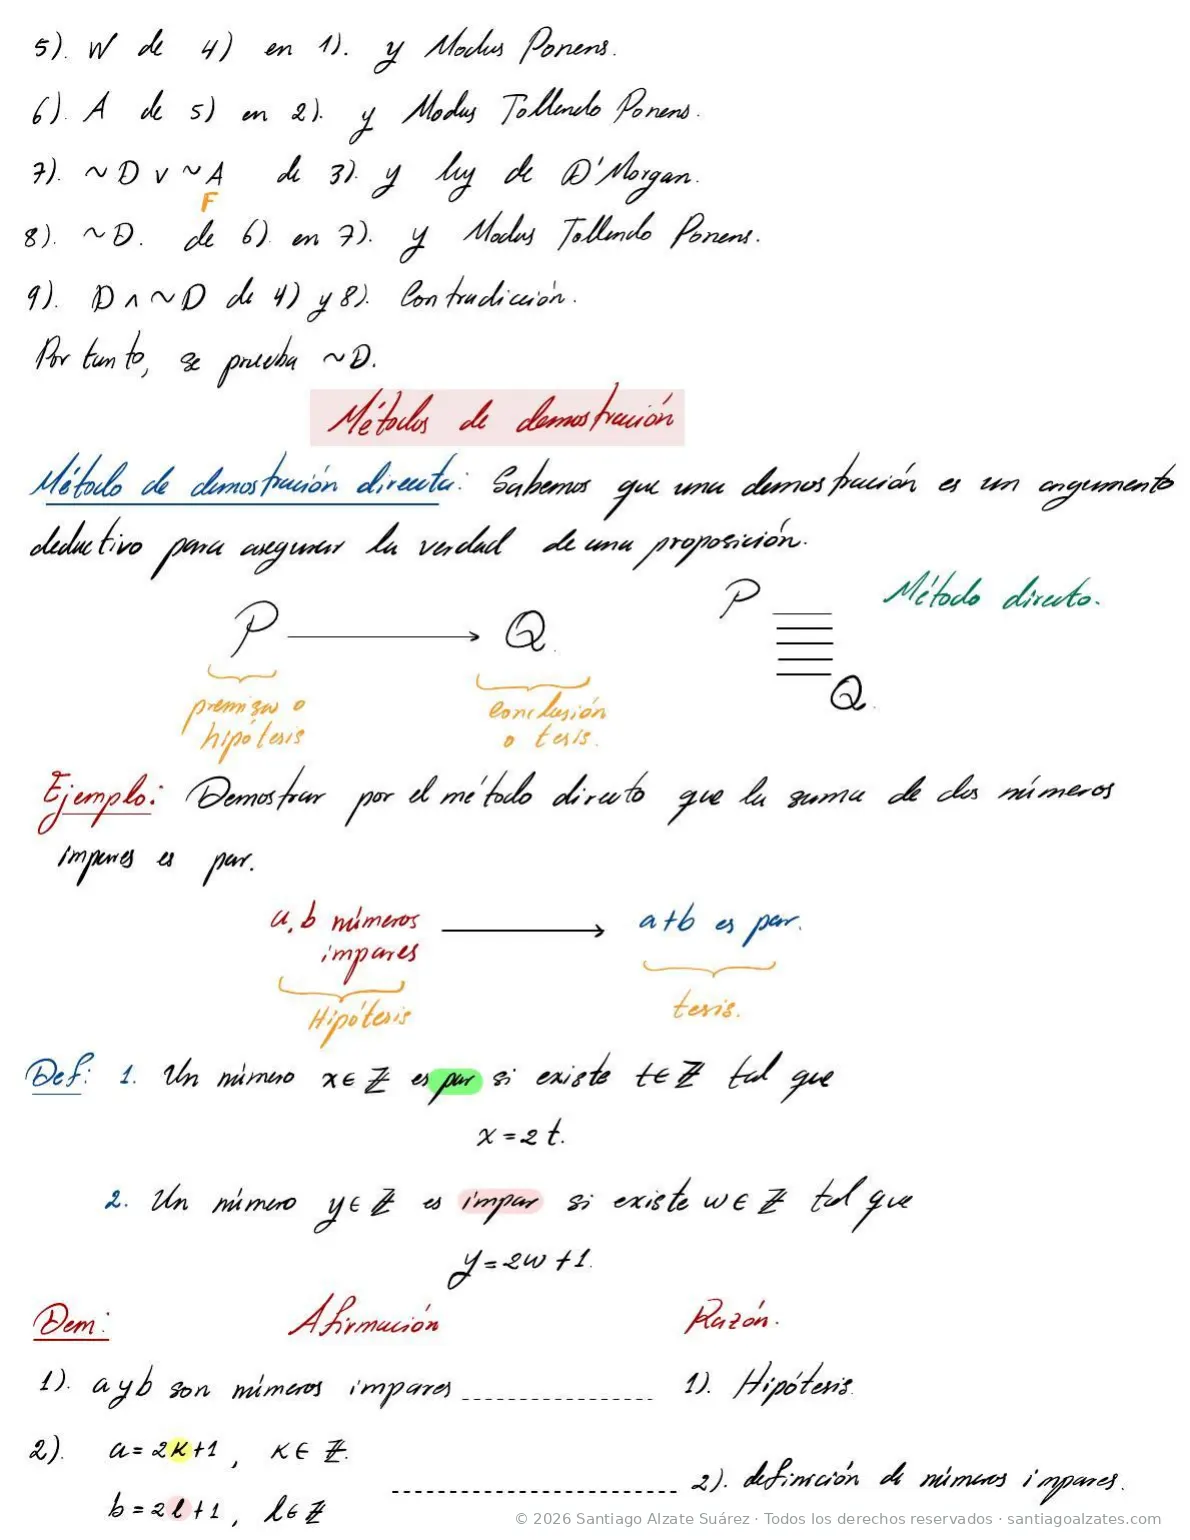 5). W de 4) en 1). y Modus Ponens.
6). A de 5) en 2). y Modus Tollendo Ponens.
7). ~D ∨ ~A de 3). y ley de D'Morgan.
F
8). ~D. de 6) en 7). y Modus Tollendo Ponens.
9). D ∧ ~D de 4) y 8). Contradicción.
Por tanto, se prueba ~D.
Métodos de demostración
Método de demostración directa: Sabemos que una demostración es un argumento
deductivo para asegurar la verdad de una proposición.
P Método directo.
P → Q.
Q.
premisa o hipótesis
conclusión o tesis.
Ejemplo: Demostrar por el método directo que la suma de dos números
impares es par.
a, b números impares → a+b es par.
Hipótesis tesis.
Def: 1. Un número x ∈ ℤ es par si existe t ∈ ℤ tal que
x = 2t.
2. Un número y ∈ ℤ es impar si existe w ∈ ℤ tal que
y = 2w + 1.
Dem: Afirmación Razón.
1). a y b son números impares 1). Hipótesis.
2). a = 2k+1, k ∈ ℤ.
2). definición de números impares.
b = 2l+1, l ∈ ℤ
© 2026 Santiago Alzate Suárez · Todos los derechos reservados · santiagoalzates.com